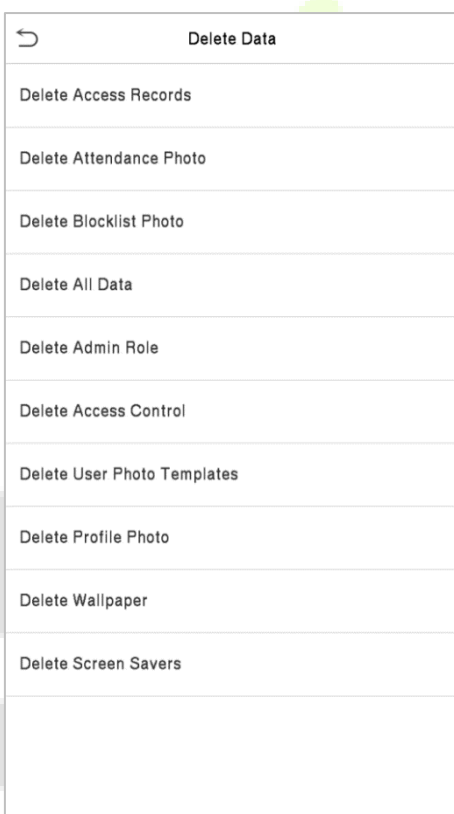 Delete Data
Delete Access Records
Delete Attendance Photo
Delete Blocklist Photo
Delete All Data
Delete Admin Role
Delete Access Control
Delete User Photo Templates
Delete Profile Photo
Delete Wallpaper
Delete Screen Savers